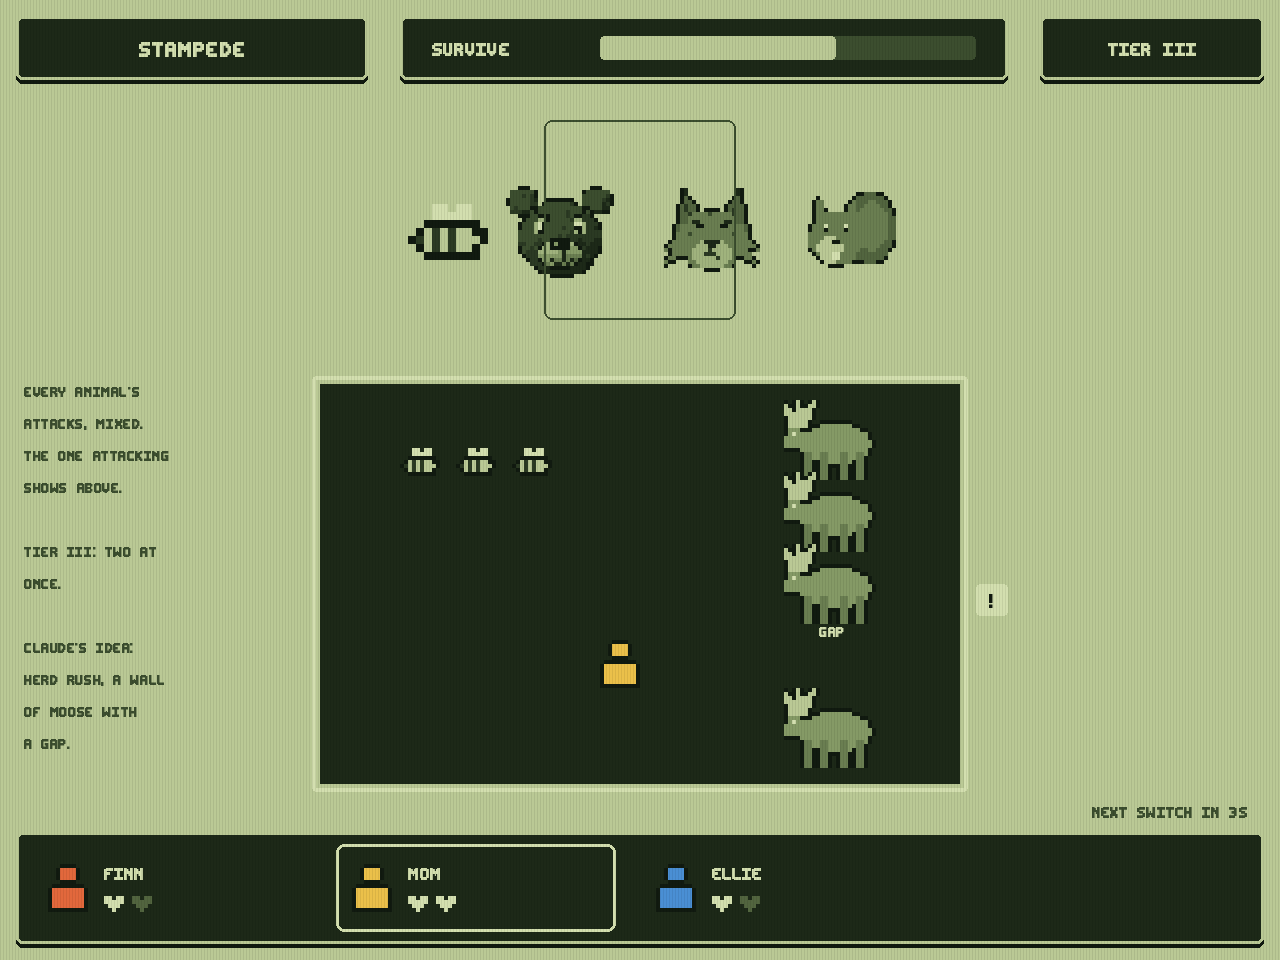 STAMPEDE
SURVIVE
TIER III
EVERY ANIMAL'S
ATTACKS, MIXED.
THE ONE ATTACKING
SHOWS ABOVE.
TIER III: TWO AT
ONCE.
CLAUDE'S IDEA:
HERD RUSH, A WALL
OF MOOSE WITH
A GAP.
GAP
!
NEXT SWITCH IN 3S
FINN
MOM
ELLIE